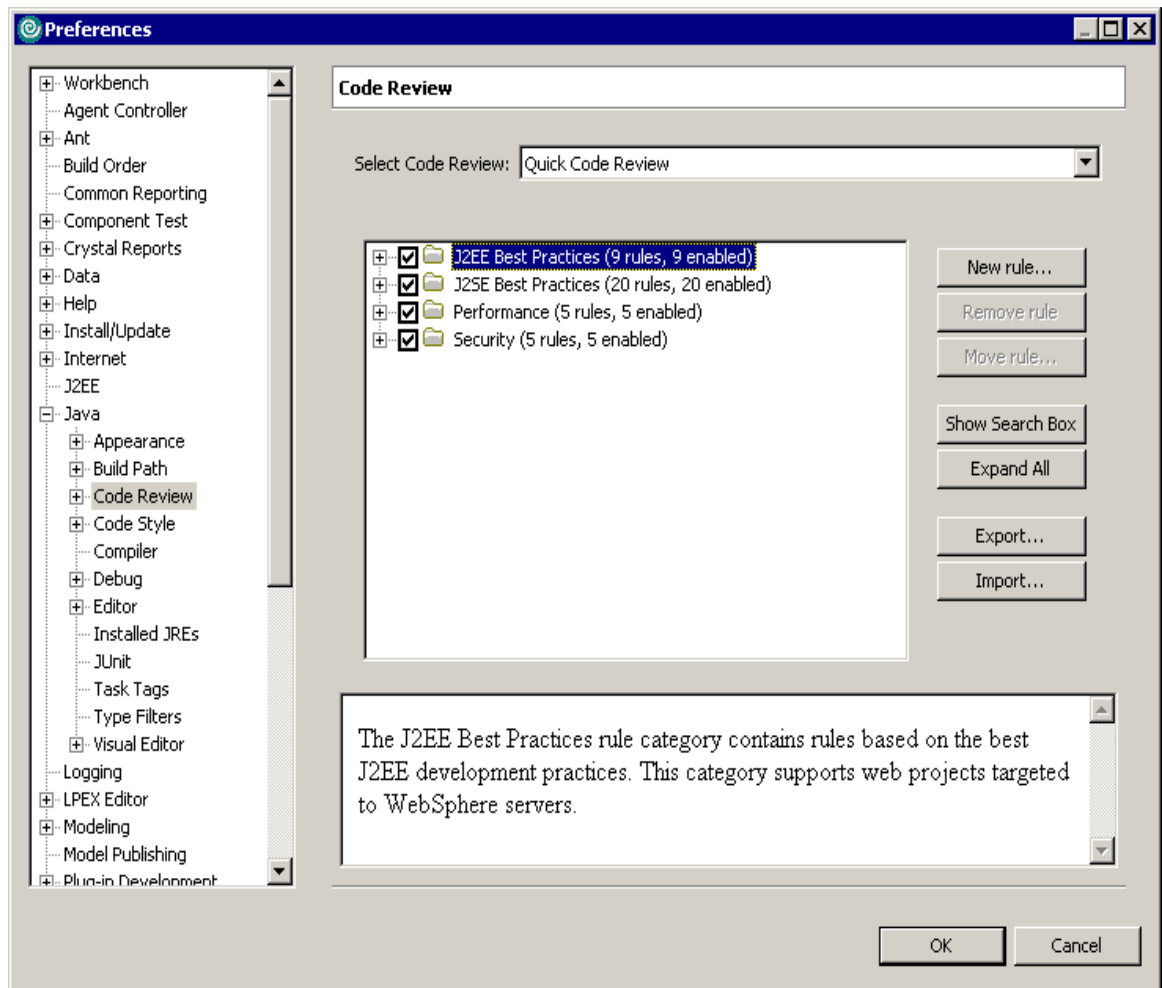 Preferences
Workbench
Agent Controller
Ant
Build Order
Common Reporting
Component Test
Crystal Reports
Data
Help
Install/Update
Internet
J2EE
Java
Appearance
Build Path
Code Review
Code Style
Compiler
Debug
Editor
Installed JREs
JUnit
Task Tags
Type Filters
Visual Editor
Logging
LPEX Editor
Modeling
Model Publishing
Plug-in Development
Code Review
Select Code Review: Quick Code Review
J2EE Best Practices (9 rules, 9 enabled)
J2SE Best Practices (20 rules, 20 enabled)
Performance (5 rules, 5 enabled)
Security (5 rules, 5 enabled)
New rule...
Remove rule
Move rule...
Show Search Box
Expand All
Export...
Import...
The J2EE Best Practices rule category contains rules based on the best
J2EE development practices. This category supports web projects targeted
to WebSphere servers.
OK
Cancel